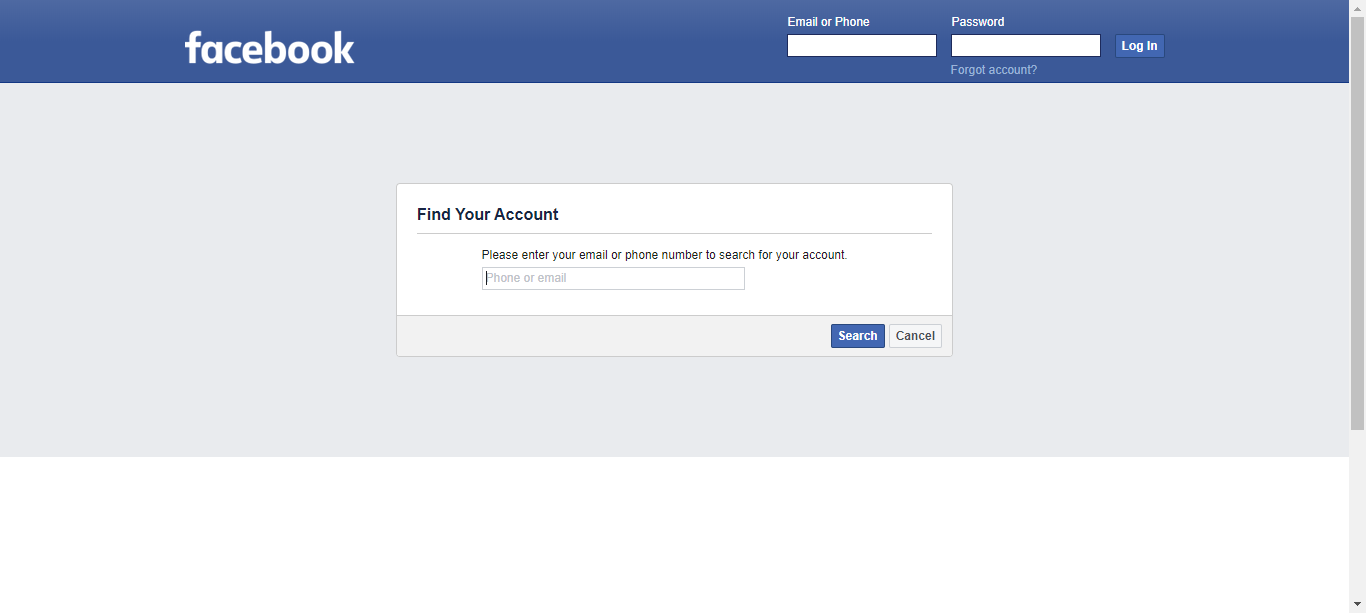 facebook
Email or Phone
Password
Log In
Forgot account?
Find Your Account
Please enter your email or phone number to search for your account.
Phone or email
Search
Cancel